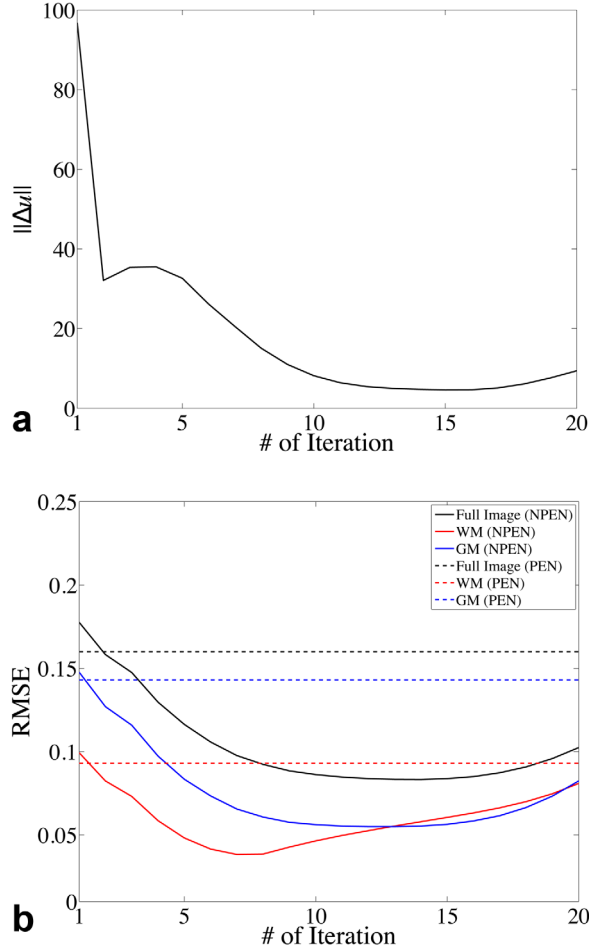 100
80
60
40
20
0
||Δu||
1 5 10 15 20
# of Iteration
a
0.25
0.2
0.15
0.1
0.05
0
RMSE
Full Image (NPEN)
WM (NPEN)
GM (NPEN)
Full Image (PEN)
WM (PEN)
GM (PEN)
1 5 10 15 20
# of Iteration
b